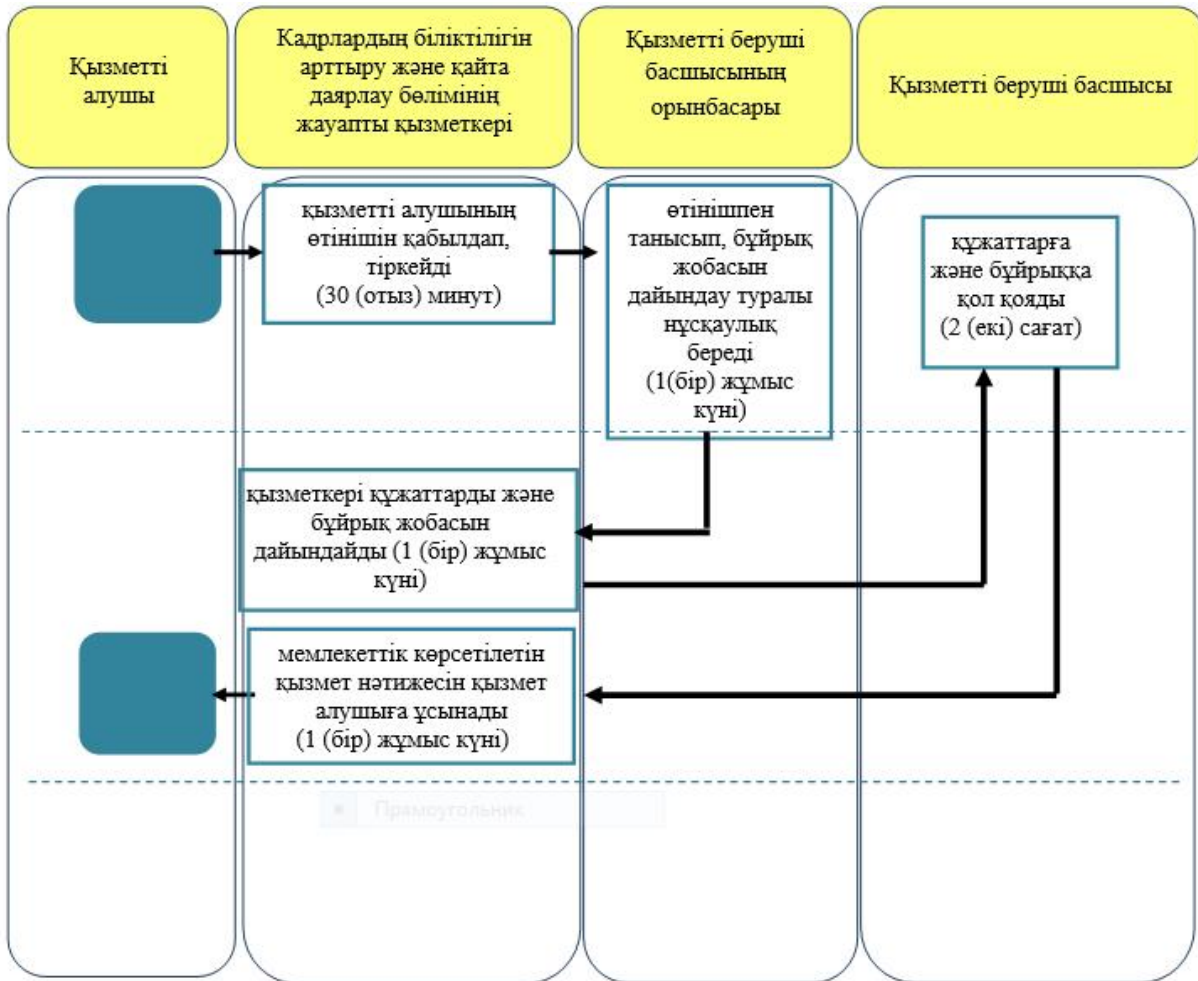 Қызметті
алушы
Кадрлардың біліктілігін
арттыру және қайта
даярлау бөлімінің
жауапты қызметкері
Қызметті беруші
басшысының
орынбасары
Қызметті беруші басшысы
қызметті алушының
өтінішін қабылдап,
тіркейді
(30 (отыз) минут)
өтінішпен
танысып, бұйрық
жобасын
дайындау туралы
нұсқаулық
береді
(1(бір) жұмыс
күні)
құжаттарға
және бұйрыққа
қол қояды
(2 (екі) сағат)
қызметкері құжаттарды және
бұйрық жобасын
дайындайды (1 (бір) жұмыс
күні)
мемлекеттік көрсетілетін
қызмет нәтижесін қызмет
алушыға ұсынады
(1 (бір) жұмыс күні)
Прямоугольник